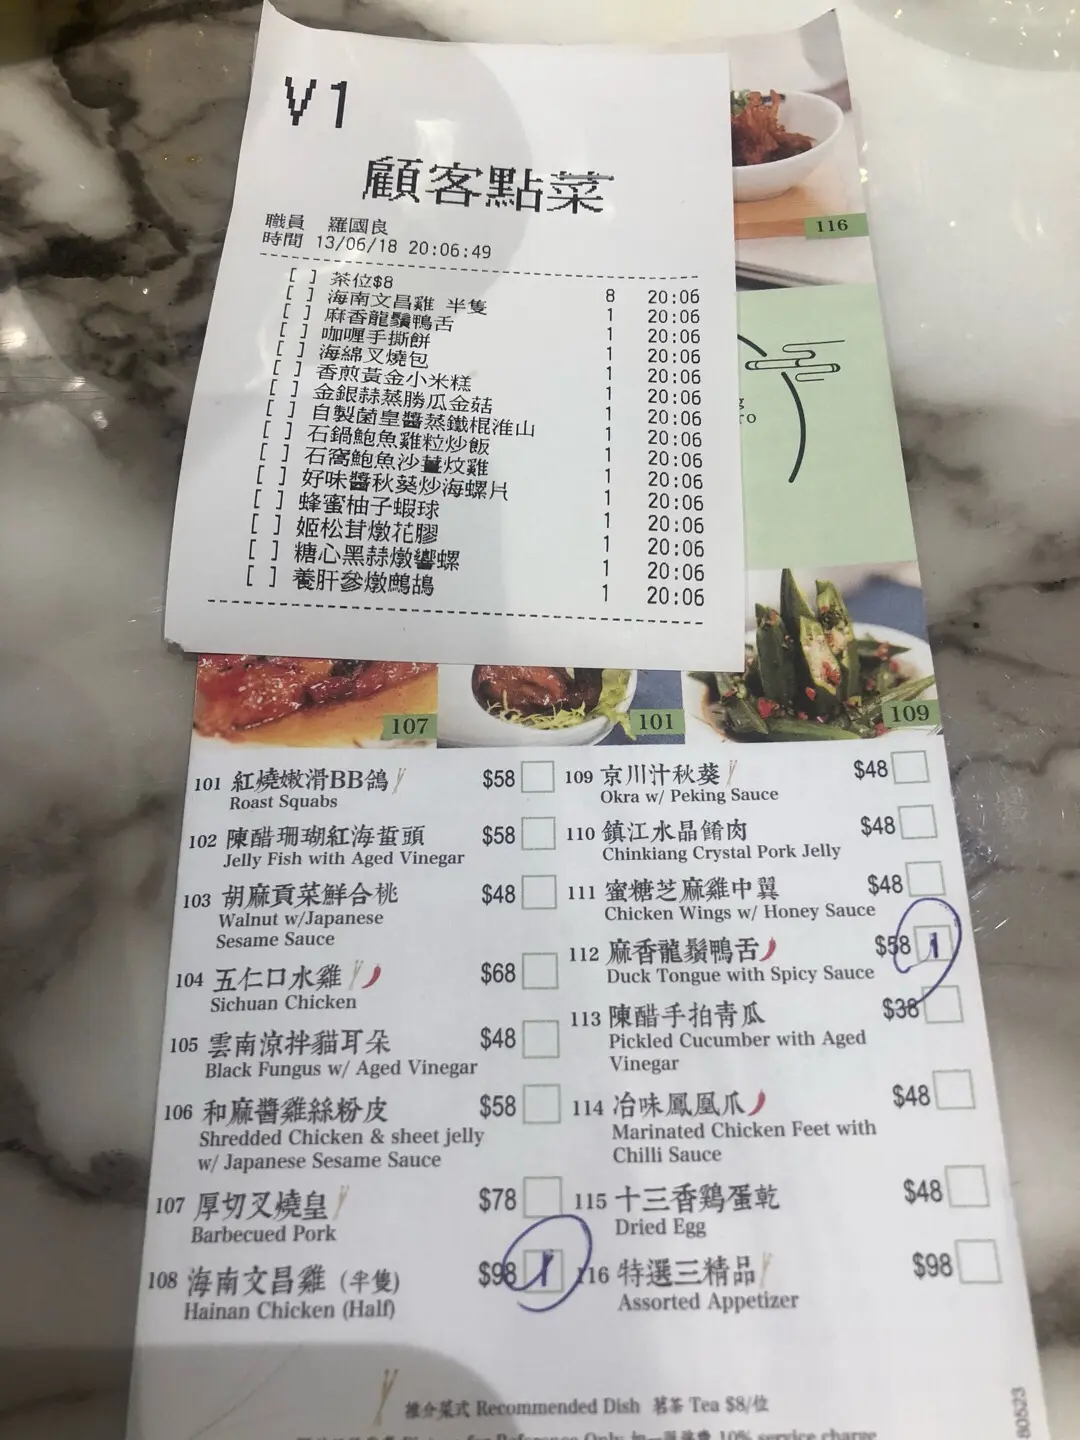 V1
顧客點菜
職員 羅國良
時間 13/06/18 20:06:49
[ ] 茶位$8 8 20:06
[ ] 海南文昌雞 半隻 1 20:06
[ ] 麻香龍鬚鴨舌 1 20:06
[ ] 咖喱手撕餅 1 20:06
[ ] 海綿叉燒包 1 20:06
[ ] 香煎黃金小米糕 1 20:06
[ ] 金銀蒜蒸勝瓜金菇 1 20:06
[ ] 自製菌皇醬蒸鐵棍淮山 1 20:06
[ ] 石鍋鮑魚雞粒炒飯 1 20:06
[ ] 石窩鮑魚沙薑炆雞 1 20:06
[ ] 好味醬秋葵炒海螺片 1 20:06
[ ] 蜂蜜柚子蝦球 1 20:06
[ ] 姬松茸燉花膠 1 20:06
[ ] 糖心黑蒜燉響螺 1 20:06
[ ] 養肝參燉鷓鴣 1 20:06
116
107
101
109
101 紅燒嫩滑BB鴿 $58
Roast Squabs
102 陳醋珊瑚紅海蜇頭 $58
Jelly Fish with Aged Vinegar
103 胡麻貢菜鮮合桃 $48
Walnut w/Japanese
Sesame Sauce
104 五仁口水雞 $68
Sichuan Chicken
105 雲南涼拌貓耳朵 $48
Black Fungus w/ Aged Vinegar
106 和麻醬雞絲粉皮 $58
Shredded Chicken & sheet jelly
w/ Japanese Sesame Sauce
107 厚切叉燒皇 $78
Barbecued Pork
108 海南文昌雞 (半隻) $98 1
Hainan Chicken (Half)
109 京川汁秋葵 $48
Okra w/ Peking Sauce
110 鎮江水晶餚肉 $48
Chinkiang Crystal Pork Jelly
111 蜜糖芝麻雞中翼 $48
Chicken Wings w/ Honey Sauce
112 麻香龍鬚鴨舌 $58 1
Duck Tongue with Spicy Sauce
113 陳醋手拍青瓜 $38
Pickled Cucumber with Aged
Vinegar
114 冶味鳳凰爪 $48
Marinated Chicken Feet with
Chilli Sauce
115 十三香鶏蛋乾 $48
Dried Egg
116 特選三精品 $98
Assorted Appetizer
推介菜式 Recommended Dish 茗茶 Tea $8/位
10% service charge
80523